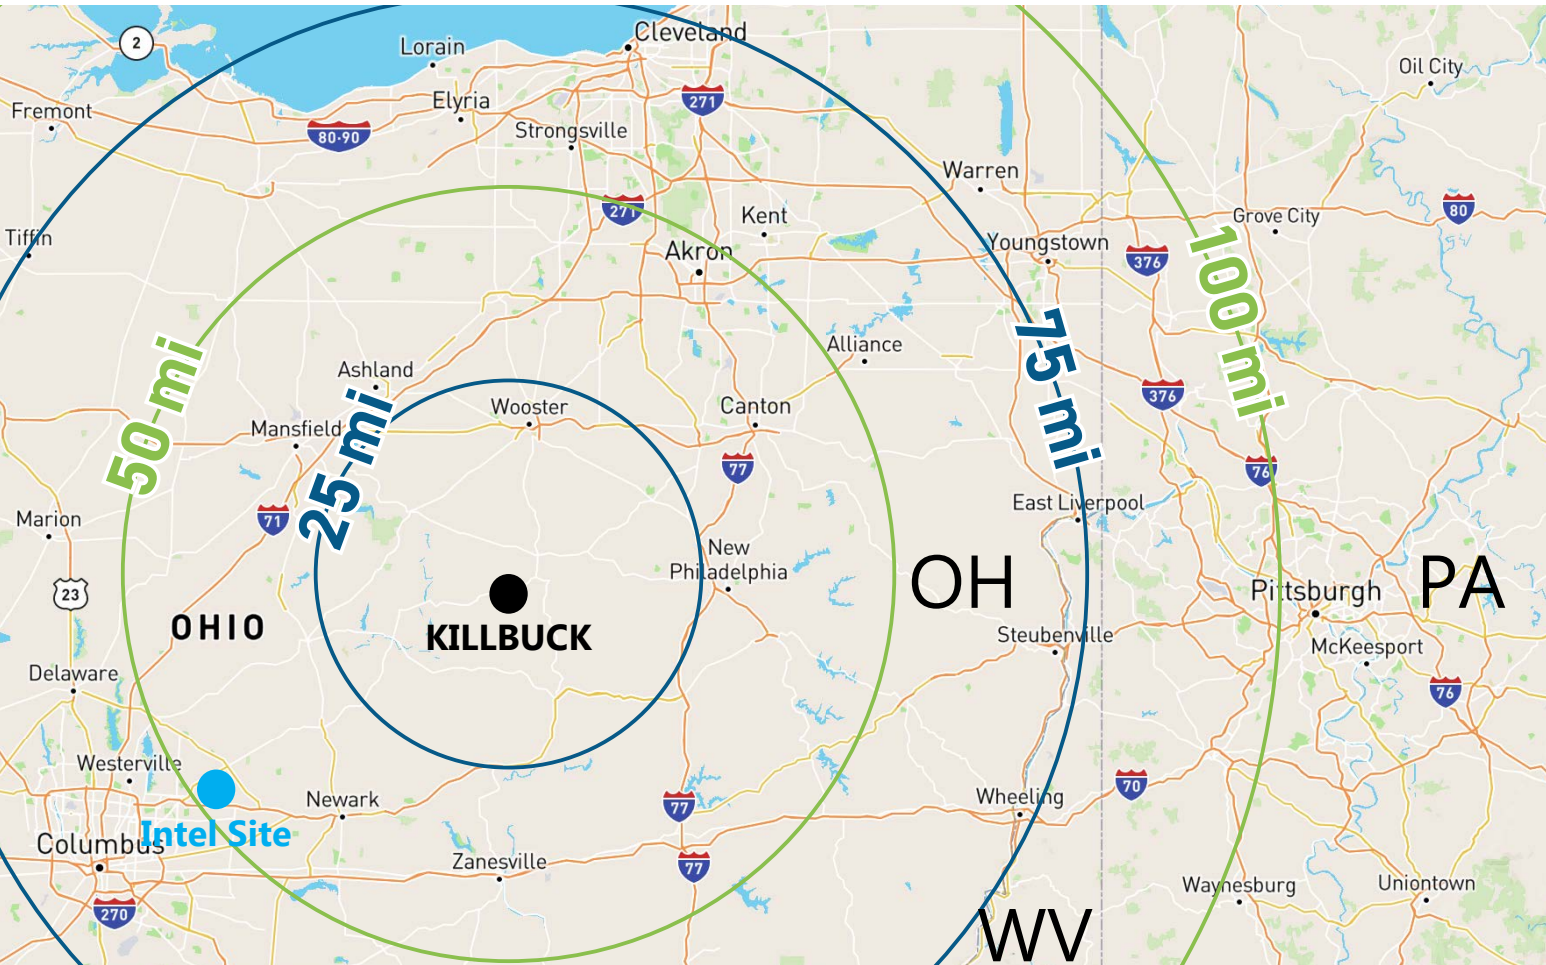 2
Cleveland
Lorain
Oil City
271
Elyria
Fremont
80·90
Strongsville
Warren
271
Kent
80
Grove City
Tiffin
Akron
Youngstown
376
100 mi
50 mi
75 mi
Alliance
Ashland
376
25 mi
Wooster
Canton
Mansfield
77
76
Marion
71
East Liverpool
New
Philadelphia
OH
PA
23
Pittsburgh
OHIO
KILLBUCK
Steubenville
McKeesport
Delaware
76
Westerville
70
Newark
77
Wheeling
Intel Site
Columbus
Zanesville
77
Waynesburg
Uniontown
270
WV